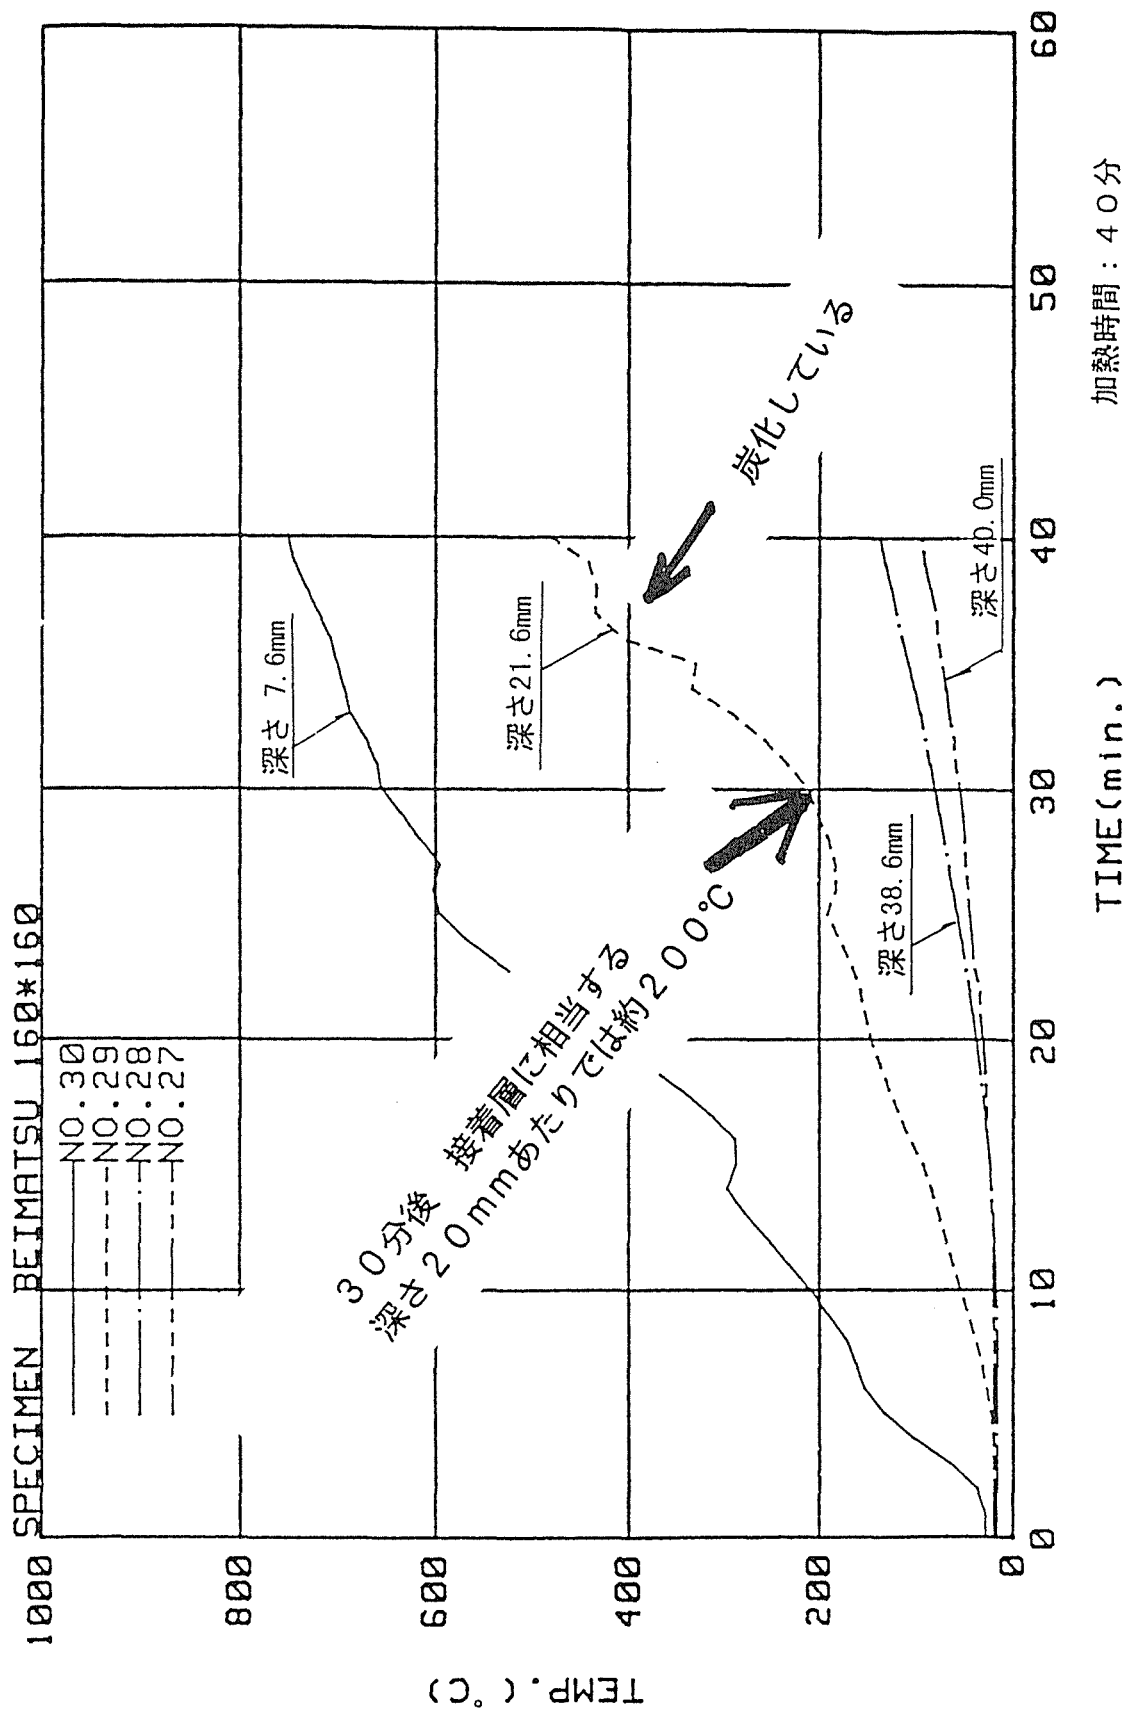 SPECIMEN BEIMATSU 160*160
NO.30
NO.29
NO.28
NO.27
1000
800
600
400
200
0
TEMP.(°C)
深さ 7.6mm
深さ21.6mm
炭化している
30分後 接着層に相当する
深さ20mmあたりでは約200℃
深さ38.6mm
深さ40.0mm
0
10
20
30
40
50
60
TIME(min.)
加熱時間:40分